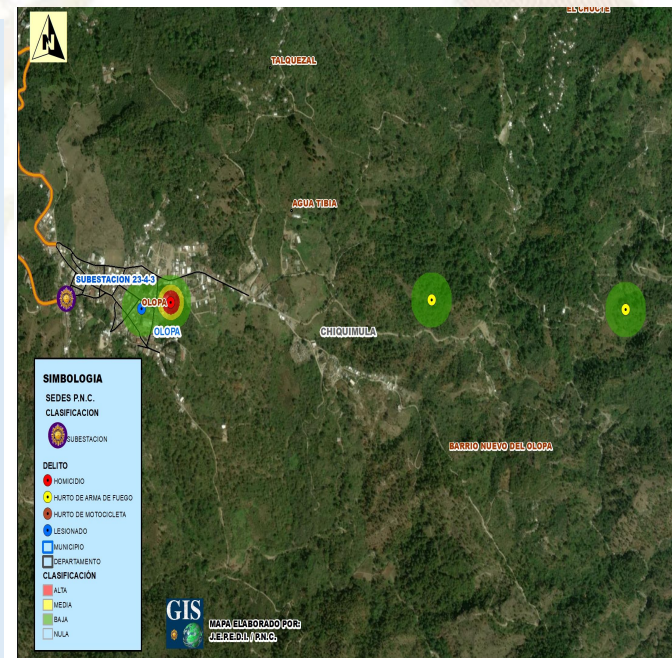 N
EL CHUCTE
TALQUEZAL
AGUA TIBIA
SUBESTACION 23-4-3
OLOPA
OLOPA
CHIQUIMULA
BARRIO NUEVO DEL OLOPA
SIMBOLOGIA
SEDES P.N.C.
CLASIFICACION
SUBESTACION
DELITO
HOMICIDIO
HURTO DE ARMA DE FUEGO
HURTO DE MOTOCICLETA
LESIONADO
MUNICIPIO
DEPARTAMENTO
CLASIFICACIÓN
ALTA
MEDIA
BAJA
NULA
GIS
MAPA ELABORADO POR:
J.E.P.E.D.I. / P.N.C.